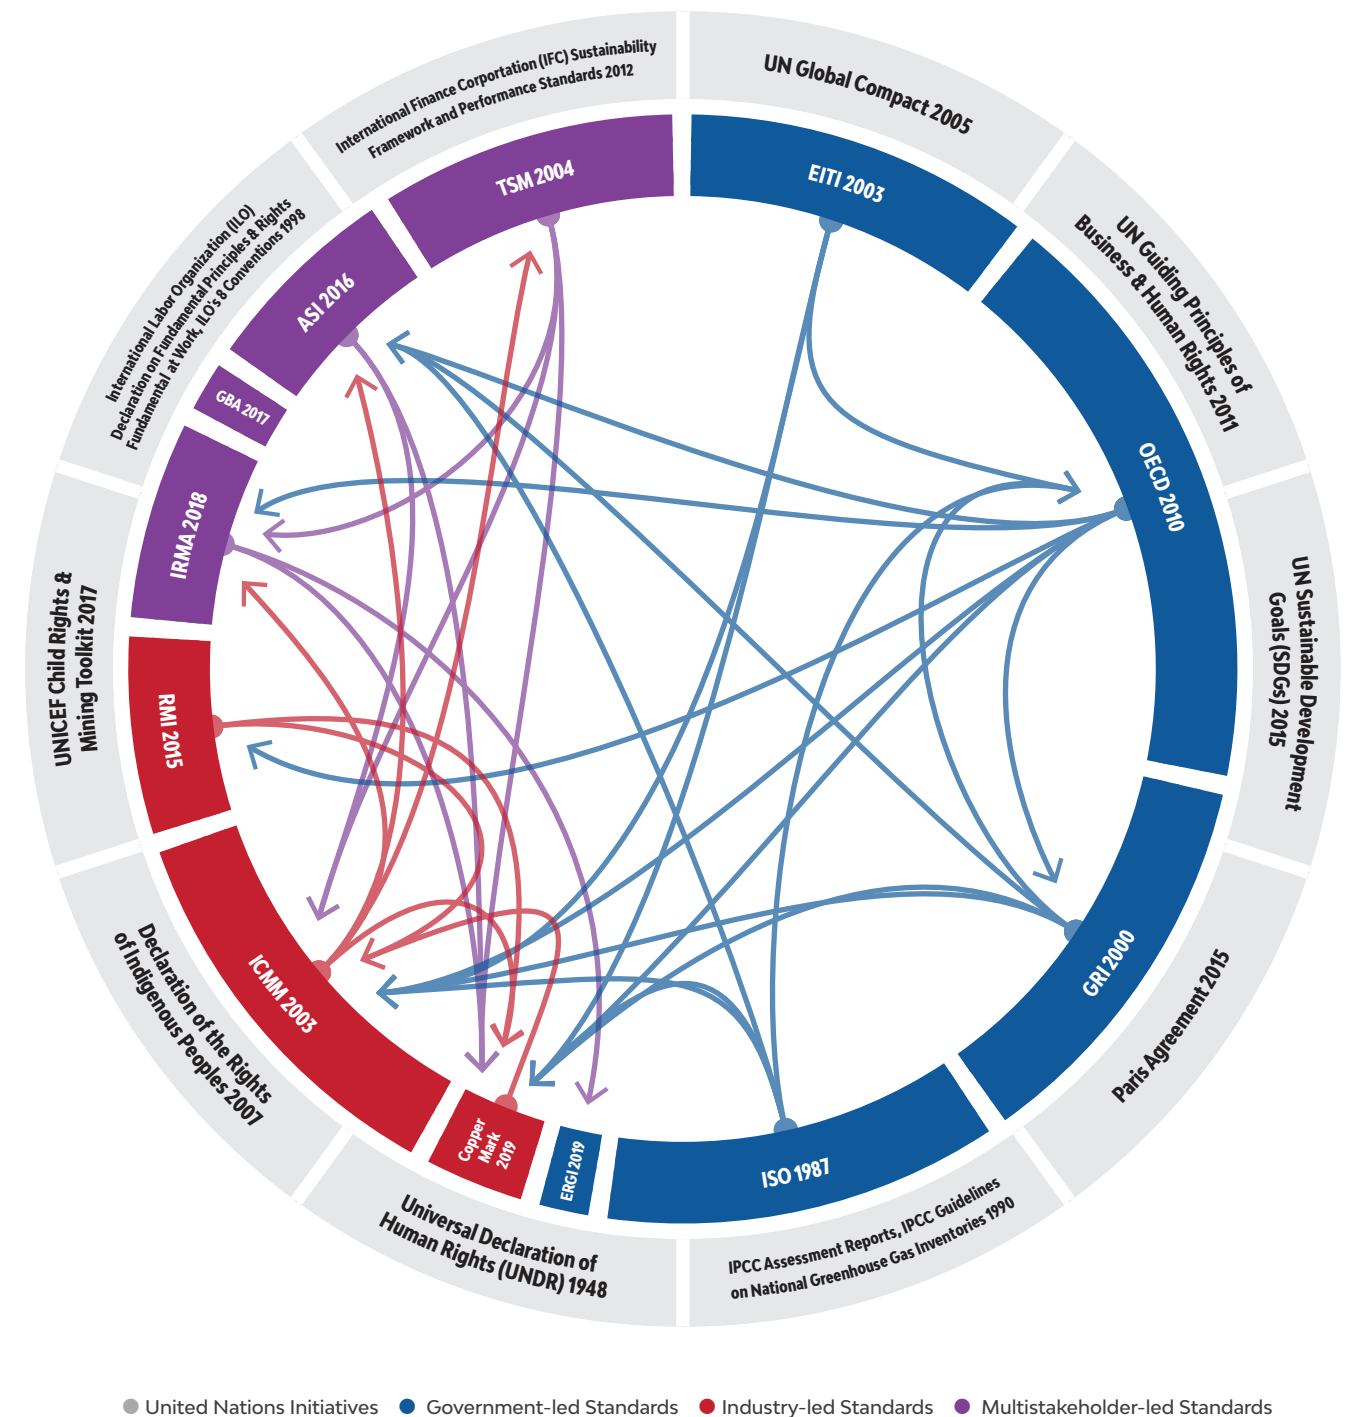 International Finance Corportation (IFC) Sustainability
Framework and Performance Standards 2012
UN Global Compact 2005
UN Guiding Principles of
Business & Human Rights 2011
UN Sustainable Development
Goals (SDGs) 2015
Paris Agreement 2015
IPCC Assessment Reports, IPCC Guidelines
on National Greenhouse Gas Inventories 1990
Universal Declaration of
Human Rights (UNDR) 1948
Declaration of the Rights
of Indigenous Peoples 2007
UNICEF Child Rights &
Mining Toolkit 2017
International Labor Organization (ILO)
Declaration on Fundamental Principles & Rights
Fundamental at Work, ILO's 8 Conventions 1998
TSM 2004
EITI 2003
OECD 2010
GRI 2000
ISO 1987
ERGI 2019
Copper
Mark
2019
ICMM 2003
RMI 2015
IRMA 2018
GBA 2017
ASI 2016
United Nations Initiatives
Government-led Standards
Industry-led Standards
Multistakeholder-led Standards